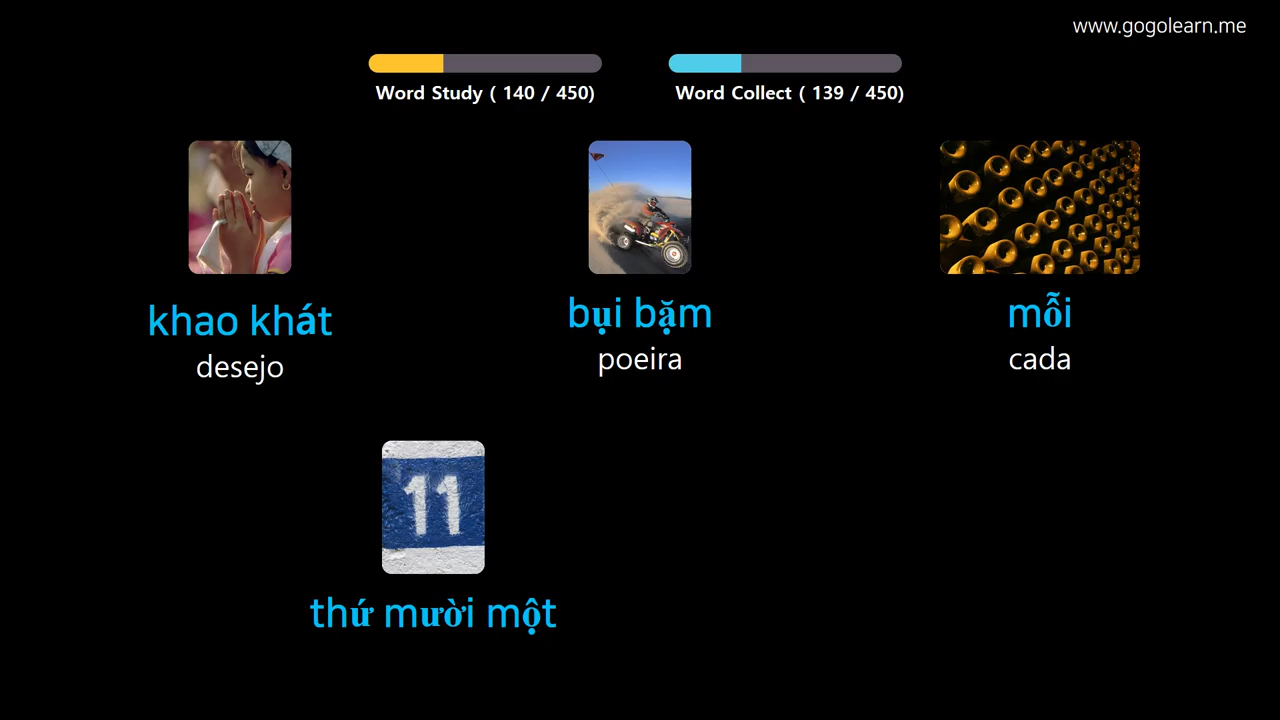 www.gogolearn.me
Word Study ( 140 / 450)
Word Collect ( 139 / 450)
khao khát
desejo
bụi bặm
poeira
mỗi
cada
11
thứ mười một